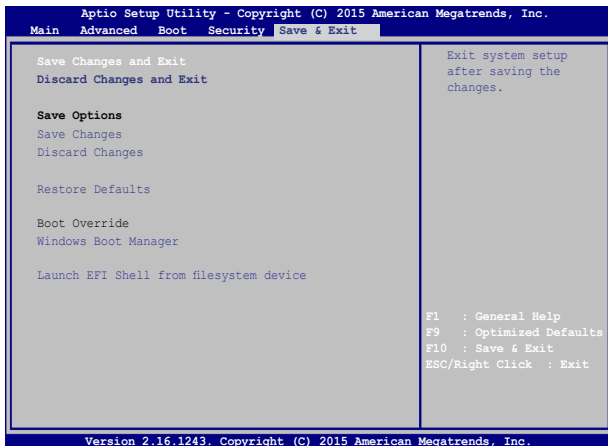 Aptio Setup Utility - Copyright (C) 2015 American Megatrends, Inc.
Main Advanced Boot Security Save & Exit
Save Changes and Exit
Discard Changes and Exit
Save Options
Save Changes
Discard Changes
Restore Defaults
Boot Override
Windows Boot Manager
Launch EFI Shell from filesystem device
Exit system setup
after saving the
changes.
F1 : General Help
F9 : Optimized Defaults
F10 : Save & Exit
ESC/Right Click : Exit
Version 2.16.1243. Copyright (C) 2015 American Megatrends, Inc.